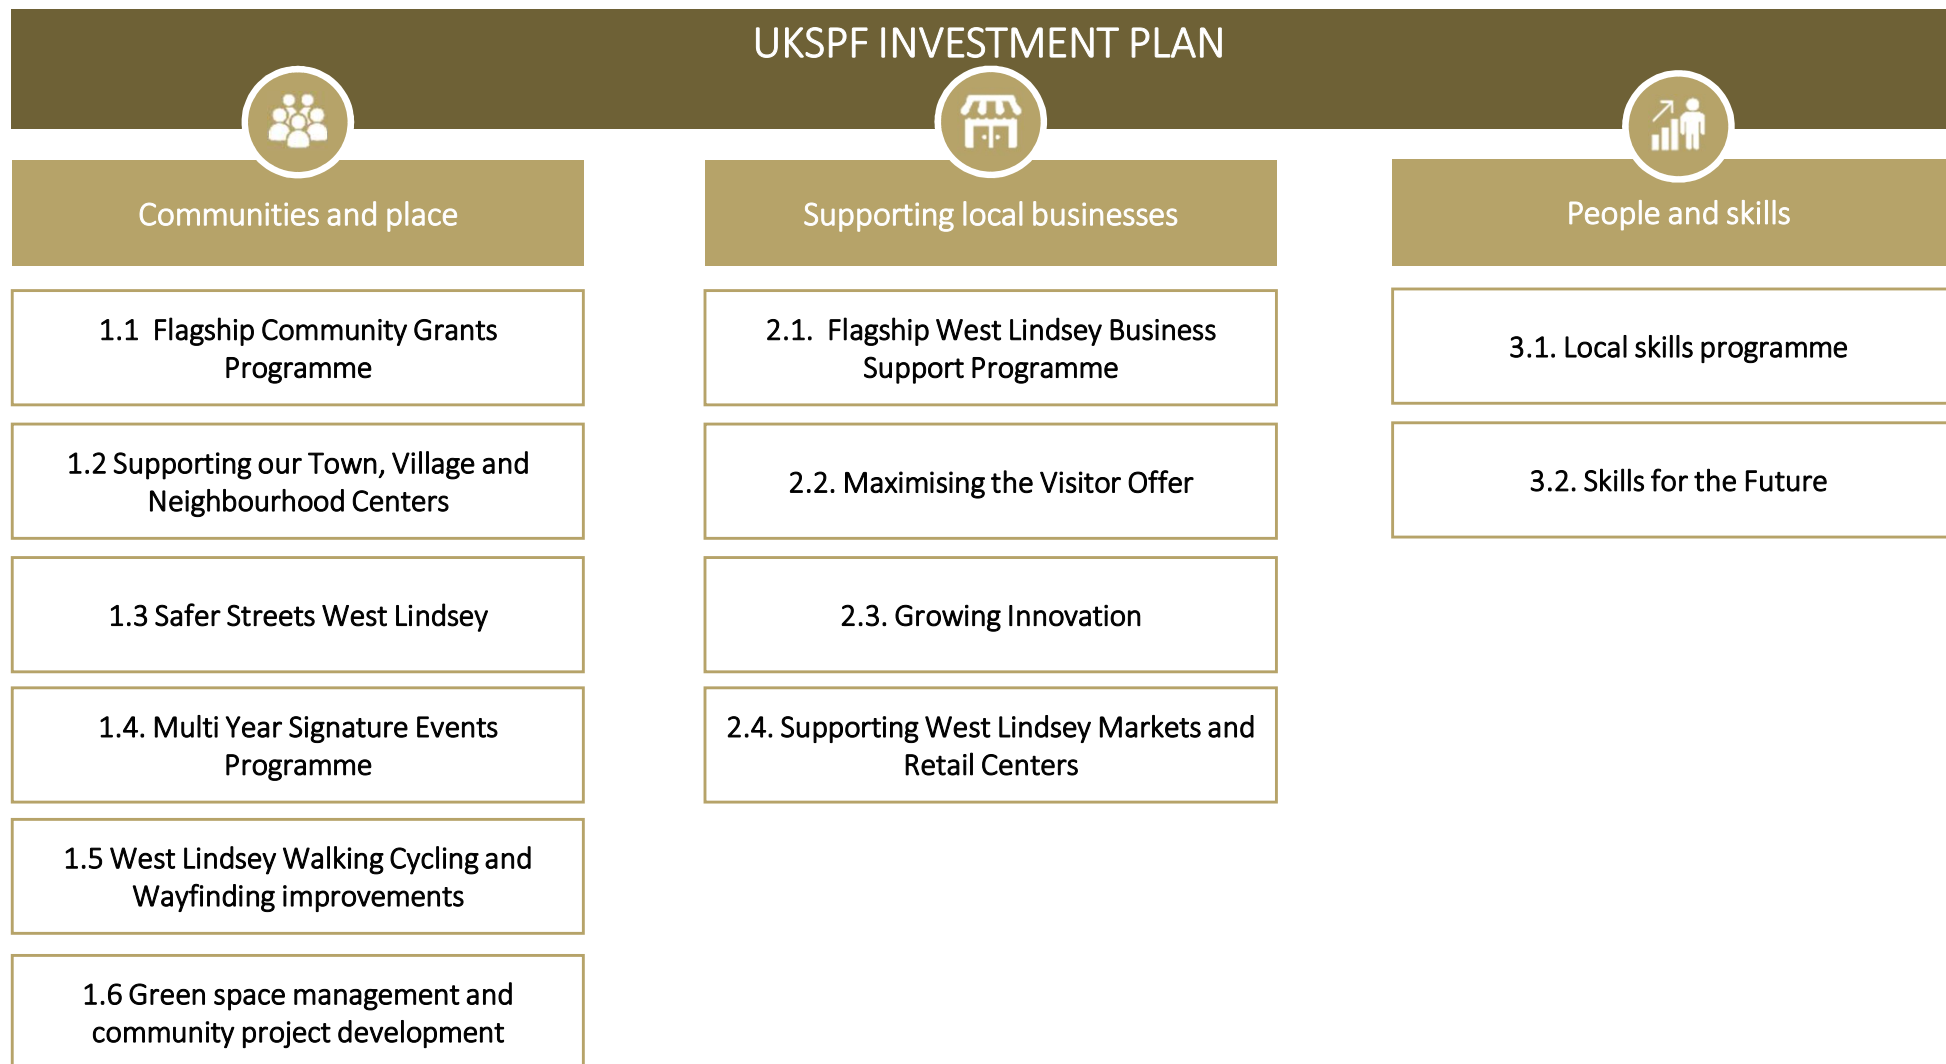 UKSPF INVESTMENT PLAN
Communities and place
1.1 Flagship Community Grants
Programme
1.2 Supporting our Town, Village and
Neighbourhood Centers
1.3 Safer Streets West Lindsey
1.4. Multi Year Signature Events
Programme
1.5 West Lindsey Walking Cycling and
Wayfinding improvements
1.6 Green space management and
community project development
Supporting local businesses
2.1. Flagship West Lindsey Business
Support Programme
2.2. Maximising the Visitor Offer
2.3. Growing Innovation
2.4. Supporting West Lindsey Markets and
Retail Centers
People and skills
3.1. Local skills programme
3.2. Skills for the Future